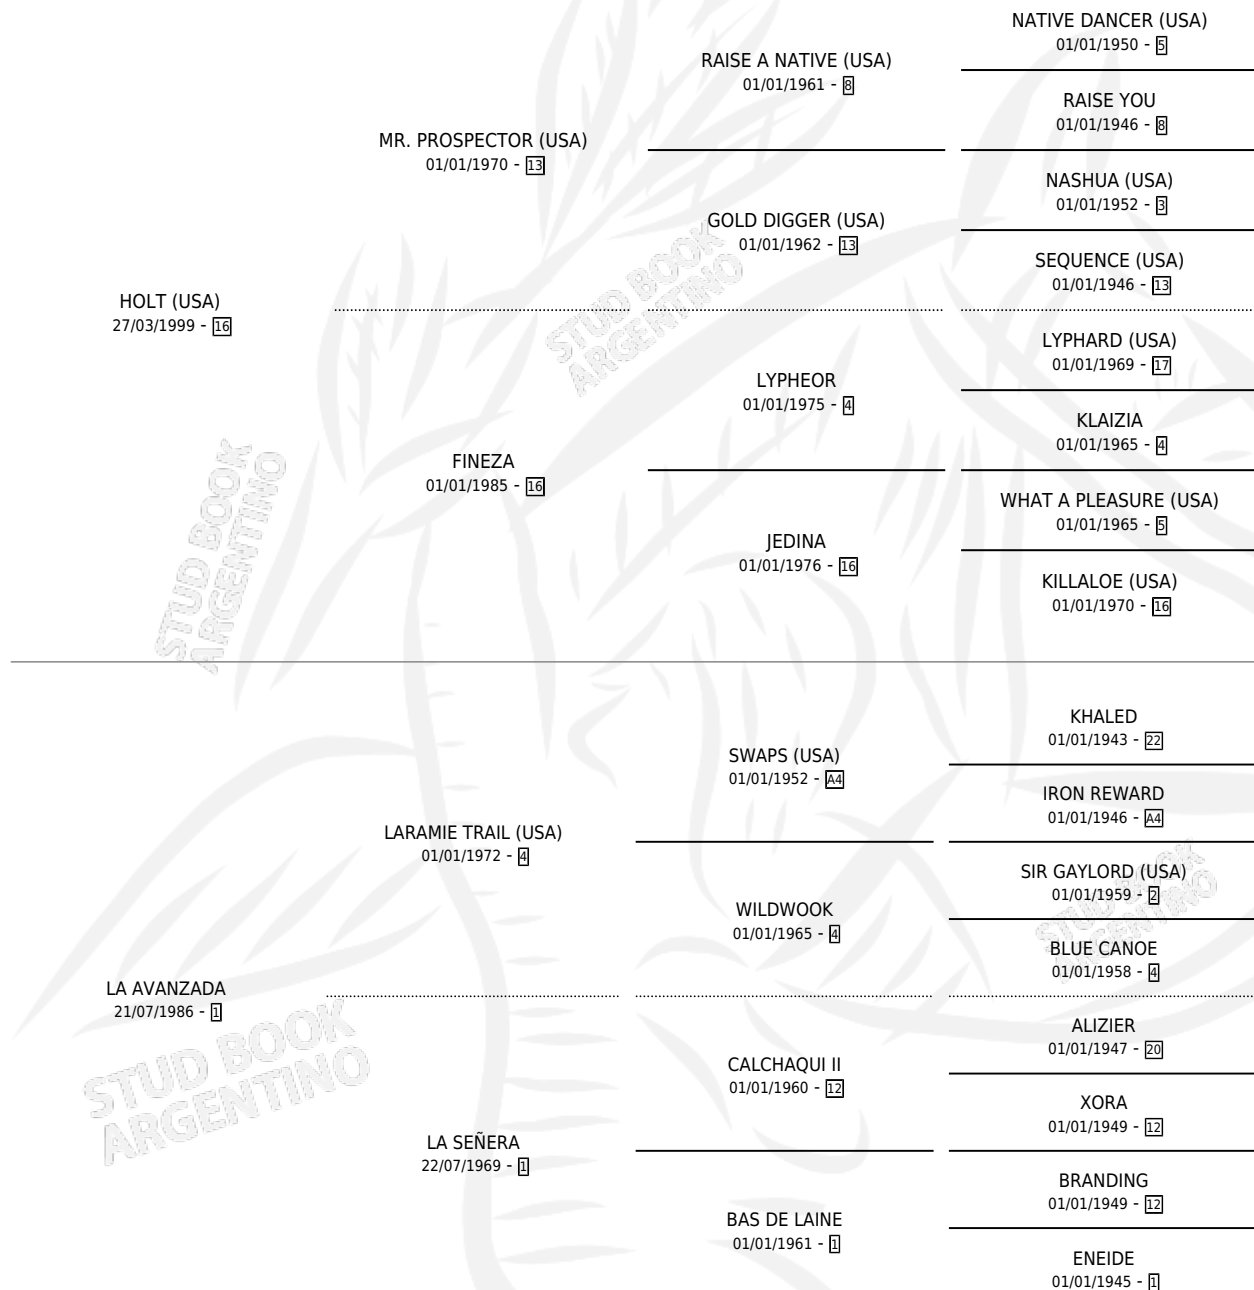 NATIVE DANCER (USA)
01/01/1950 - 5
RAISE A NATIVE (USA)
01/01/1961 - 8
RAISE YOU
01/01/1946 - 8
MR. PROSPECTOR (USA)
01/01/1970 - 13
NASHUA (USA)
01/01/1952 - 3
GOLD DIGGER (USA)
01/01/1962 - 13
SEQUENCE (USA)
01/01/1946 - 13
HOLT (USA)
27/03/1999 - 16
STUD BOOK
ARGENTINO
LYPHARD (USA)
01/01/1969 - 17
LYPHEOR
01/01/1975 - 4
KLAIZIA
01/01/1965 - 4
FINEZA
01/01/1985 - 16
WHAT A PLEASURE (USA)
01/01/1965 - 5
JEDINA
01/01/1976 - 16
KILLALOE (USA)
01/01/1970 - 16
STUD BOOK
ARGENTINO
KHALED
01/01/1943 - 22
SWAPS (USA)
01/01/1952 - A4
IRON REWARD
01/01/1946 - A4
LARAMIE TRAIL (USA)
01/01/1972 - 4
SIR GAYLORD (USA)
01/01/1959 - 2
WILDWOOK
01/01/1965 - 4
STUD BOOK
ARGENTINO
BLUE CANOE
01/01/1958 - 4
LA AVANZADA
21/07/1986 - 1
STUD BOOK
ARGENTINO
ALIZIER
01/01/1947 - 20
CALCHAQUI II
01/01/1960 - 12
XORA
01/01/1949 - 12
LA SEÑERA
22/07/1969 - 1
BRANDING
01/01/1949 - 12
BAS DE LAINE
01/01/1961 - 1
ENEIDE
01/01/1945 - 1